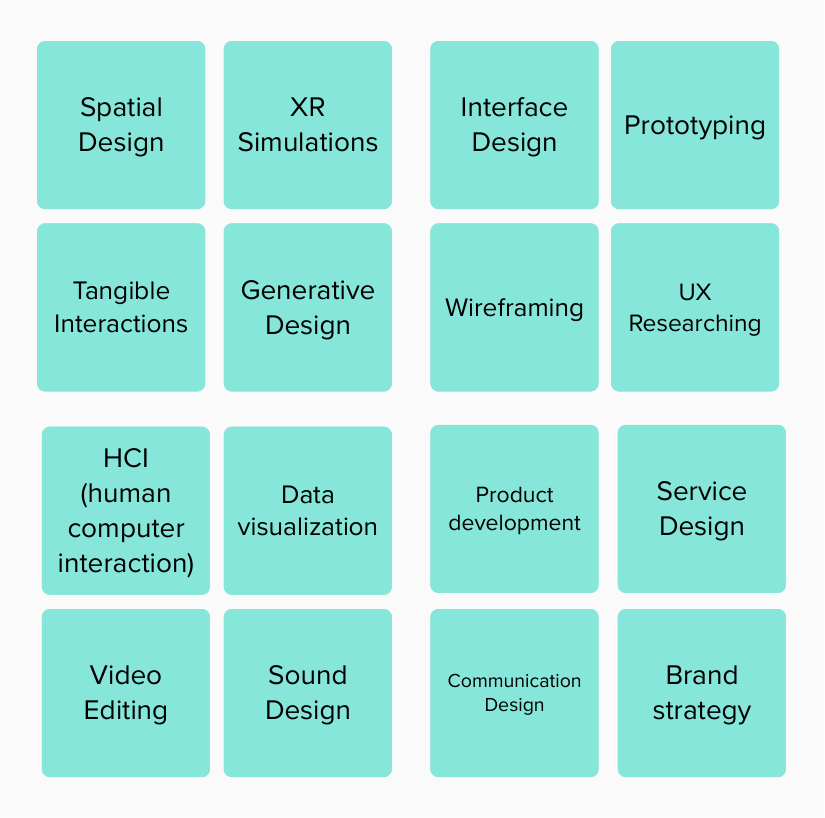 Spatial
Design
XR
Simulations
Interface
Design
Prototyping
Tangible
Interactions
Generative
Design
Wireframing
UX
Researching
HCI
(human
computer
interaction)
Data
visualization
Product
development
Service
Design
Video
Editing
Sound
Design
Communication
Design
Brand
strategy